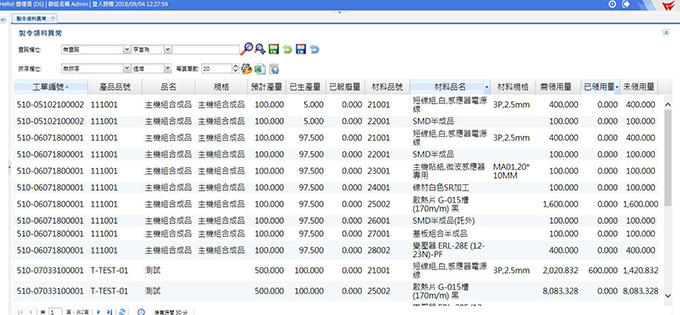 Hello! 管理者 (DS) | 群組名稱 Admin | 登入時間 2018/09/04 12:27:59
製令領料異常
製令領料異常
查詢欄位: 無查詢 字首為
排序欄位: 無排序 遞增 每頁筆數: 20
工單編號 產品品號 品名 規格 預計產量 已生產量 已報廢量 材料品號 材料品名 材料規格 需領用量 已領用量 未領用量
510-05102100002 111001 主機組合成品 主機組合成品 100.000 5.000 0.000 21001 短線組,白,感應器電源線 3P,2.5mm 400.000 0.000 400.000
510-05102100002 111001 主機組合成品 主機組合成品 100.000 5.000 0.000 22001 SMD半成品 100.000 0.000 100.000
510-06071800001 111001 主機組合成品 主機組合成品 100.000 97.500 0.000 21001 短線組,白,感應器電源線 3P,2.5mm 400.000 0.000 400.000
510-06071800001 111001 主機組合成品 主機組合成品 100.000 97.500 0.000 22001 SMD半成品 100.000 0.000 100.000
510-06071800001 111001 主機組合成品 主機組合成品 100.000 97.500 0.000 23001 主機貼紙,微波感應器專用 MA01,20*10MM 100.000 0.000 100.000
510-06071800001 111001 主機組合成品 主機組合成品 100.000 97.500 0.000 24001 線材白色SR加工 100.000 0.000 100.000
510-06071800001 111001 主機組合成品 主機組合成品 100.000 97.500 0.000 25002 散熱片 G-015槽(170m/m) 黑 1,600.000 0.000 1,600.000
510-06071800001 111001 主機組合成品 主機組合成品 100.000 97.500 0.000 26001 SMD半成品(託外) 100.000 0.000 100.000
510-06071800001 111001 主機組合成品 主機組合成品 100.000 97.500 0.000 27001 基板組合半成品 100.000 0.000 100.000
510-06071800001 111001 主機組合成品 主機組合成品 100.000 97.500 0.000 28002 變壓器 ERL-28E (12-23N)-PF 400.000 0.000 400.000
510-07033100001 T-TEST-01 測試 500.000 100.000 0.000 21001 短線組,白,感應器電源線 3P,2.5mm 2,020.832 600.000 1,420.832
510-07033100001 T-TEST-01 測試 500.000 100.000 0.000 25002 散熱片 G-015槽(170m/m) 黑 8,083.328 0.000 8,083.328
頁，共2頁